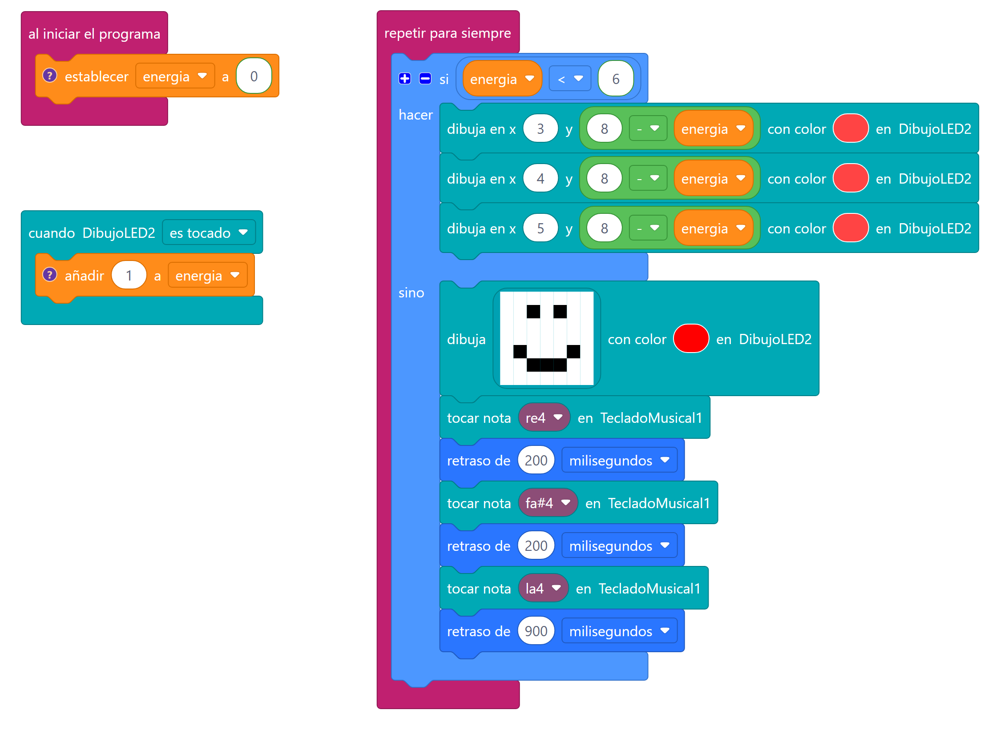 al iniciar el programa
? establecer energia a 0
cuando DibujoLED2 es tocado
? añadir 1 a energia
repetir para siempre
si energia < 6
hacer
dibuja en x 3 y 8 - energia con color en DibujoLED2
dibuja en x 4 y 8 - energia con color en DibujoLED2
dibuja en x 5 y 8 - energia con color en DibujoLED2
sino
dibuja con color en DibujoLED2
tocar nota re4 en TecladoMusical1
retraso de 200 milisegundos
tocar nota fa#4 en TecladoMusical1
retraso de 200 milisegundos
tocar nota la4 en TecladoMusical1
retraso de 900 milisegundos